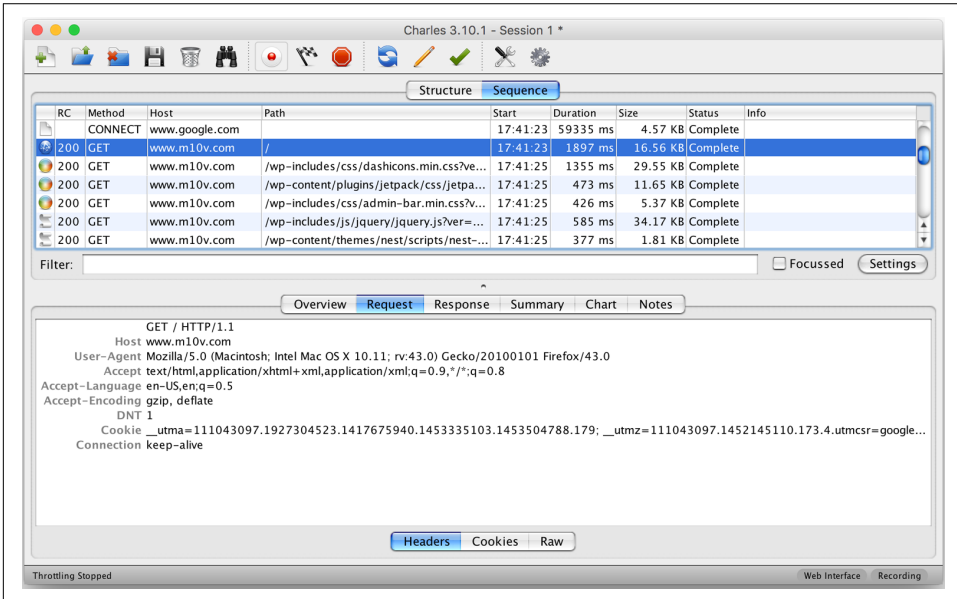 Charles 3.10.1 - Session 1 *
Structure Sequence
RC Method Host Path Start Duration Size Status Info
CONNECT www.google.com 17:41:23 59335 ms 4.57 KB Complete
200 GET www.m10v.com / 17:41:23 1897 ms 16.56 KB Complete
200 GET www.m10v.com /wp-includes/css/dashicons.min.css?ve... 17:41:25 1355 ms 29.55 KB Complete
200 GET www.m10v.com /wp-content/plugins/jetpack/css/jetpa... 17:41:25 473 ms 11.65 KB Complete
200 GET www.m10v.com /wp-includes/css/admin-bar.min.css?v... 17:41:25 426 ms 5.37 KB Complete
200 GET www.m10v.com /wp-includes/js/jquery/jquery.js?ver=... 17:41:25 585 ms 34.17 KB Complete
200 GET www.m10v.com /wp-content/themes/nest/scripts/nest-... 17:41:25 377 ms 1.81 KB Complete
Filter: Focussed Settings
Overview Request Response Summary Chart Notes
GET / HTTP/1.1
Host www.m10v.com
User-Agent Mozilla/5.0 (Macintosh; Intel Mac OS X 10.11; rv:43.0) Gecko/20100101 Firefox/43.0
Accept text/html,application/xhtml+xml,application/xml;q=0.9,*/*;q=0.8
Accept-Language en-US,en;q=0.5
Accept-Encoding gzip, deflate
DNT 1
Cookie __utma=111043097.1927304523.1417675940.1453335103.1453504788.179; __utmz=111043097.1452145110.173.4.utmcsr=google...
Connection keep-alive
Headers Cookies Raw
Throttling Stopped Web Interface Recording